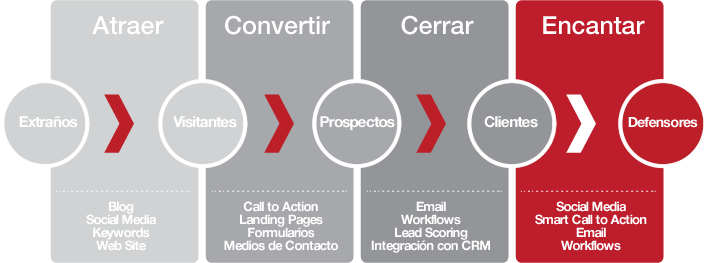 Atraer
Convertir
Cerrar
Encantar
Extraños
Visitantes
Prospectos
Clientes
Defensores
Blog
Social Media
Keywords
Web Site
Call to Action
Landing Pages
Formularios
Medios de Contacto
Email
Workflows
Lead Scoring
Integración con CRM
Social Media
Smart Call to Action
Email
Workflows